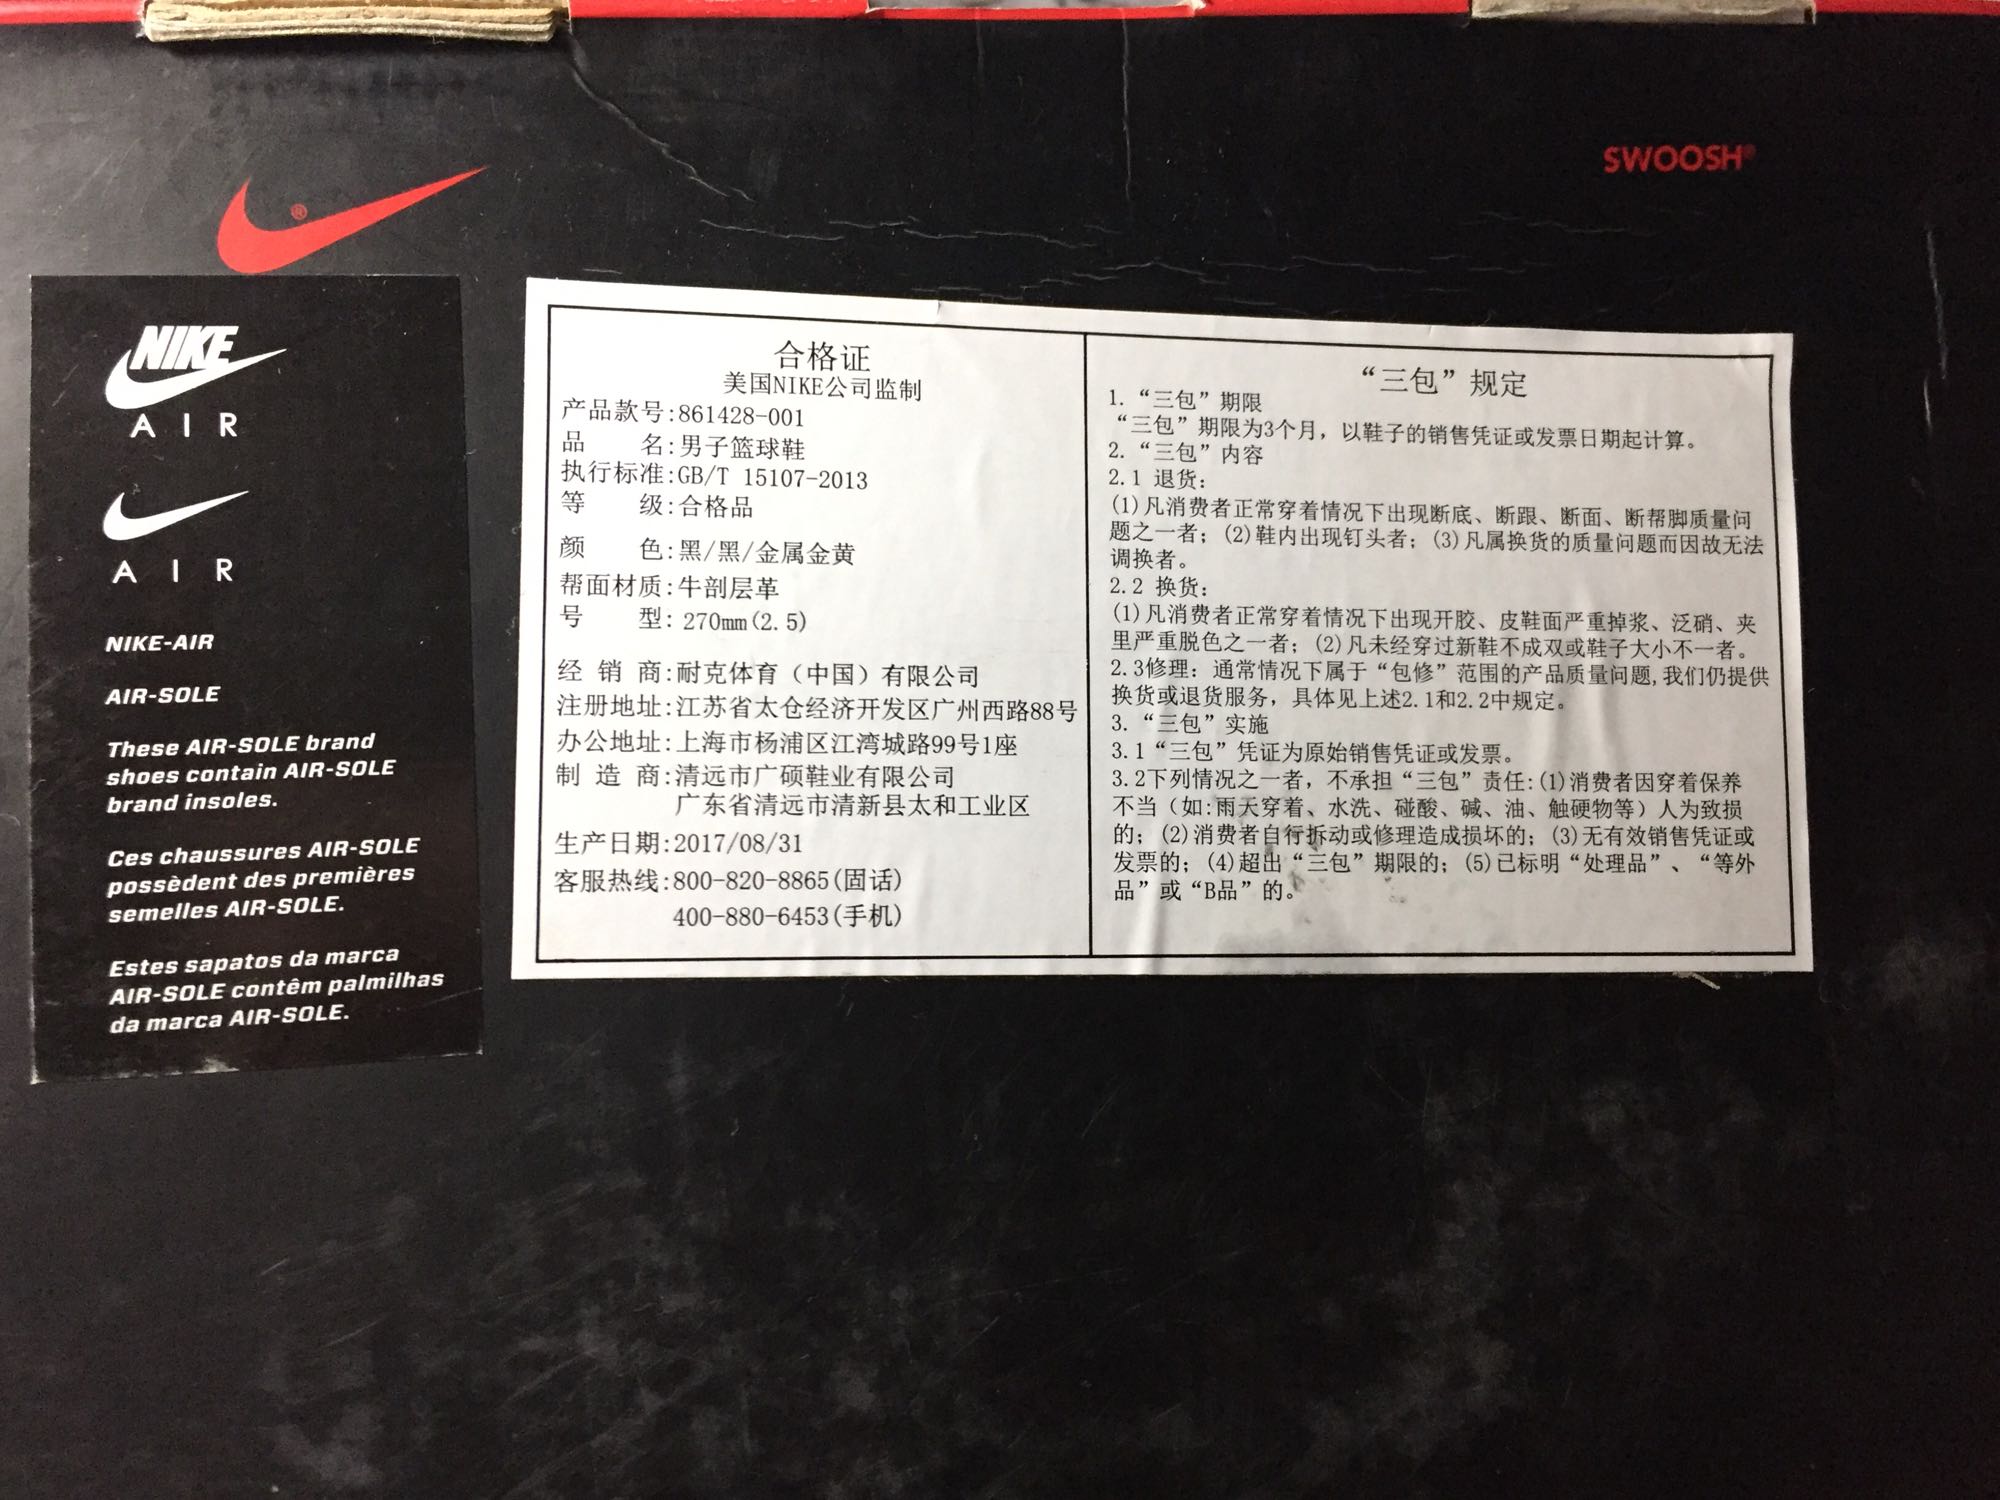 SWOOSH®
®
NIKE
AIR
AIR
NIKE-AIR
AIR-SOLE
These AIR-SOLE brand
shoes contain AIR-SOLE
brand insoles.
Ces chaussures AIR-SOLE
possèdent des premières
semelles AIR-SOLE.
Estes sapatos da marca
AIR-SOLE contêm palmilhas
da marca AIR-SOLE.
合格证
美国NIKE公司监制
产品款号:861428-001
品 名:男子篮球鞋
执行标准:GB/T 15107-2013
等 级:合格品
颜 色:黑/黑/金属金黄
帮面材质:牛剖层革
号 型: 270mm(2.5)
经 销 商:耐克体育（中国）有限公司
注册地址:江苏省太仓经济开发区广州西路88号
办公地址:上海市杨浦区江湾城路99号1座
制 造 商:清远市广硕鞋业有限公司
广东省清远市清新县太和工业区
生产日期:2017/08/31
客服热线:800-820-8865(固话)
400-880-6453(手机)
“三包”规定
1. “三包”期限
“三包”期限为3个月，以鞋子的销售凭证或发票日期起计算。
2. “三包”内容
2.1 退货:
(1)凡消费者正常穿着情况下出现断底、断跟、断面、断帮脚质量问
题之一者；(2)鞋内出现钉头者；(3)凡属换货的质量问题而因故无法
调换者。
2.2 换货:
(1)凡消费者正常穿着情况下出现开胶、皮鞋面严重掉浆、泛硝、夹
里严重脱色之一者；(2)凡未经穿过新鞋不成双或鞋子大小不一者。
2.3修理：通常情况下属于“包修”范围的产品质量问题,我们仍提供
换货或退货服务，具体见上述2.1和2.2中规定。
3. “三包”实施
3.1“三包”凭证为原始销售凭证或发票。
3.2下列情况之一者，不承担“三包”责任:(1)消费者因穿着保养
不当（如:雨天穿着、水洗、碰酸、碱、油、触硬物等）人为致损
的；(2)消费者自行拆动或修理造成损坏的；(3)无有效销售凭证或
发票的；(4)超出“三包”期限的；(5)已标明“处理品”、“等外
品”或“B品”的。